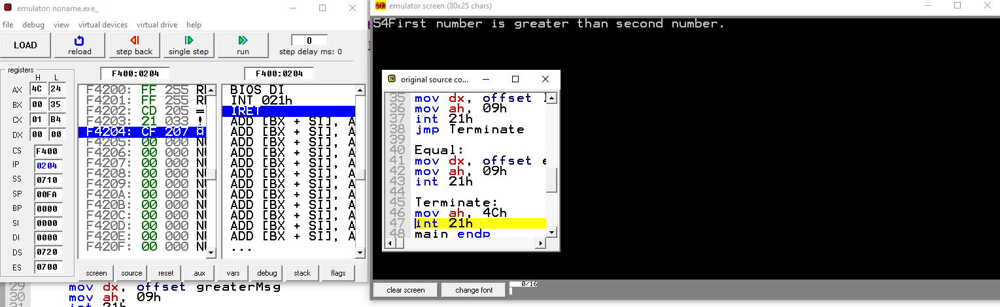 emulator: noname.exe_
file debug view virtual devices virtual drive help
LOAD reload step back single step run 0 step delay ms: 0
registers F400:0204 F400:0204
H L
AX 4C 24
BX 00 35
CX 01 B4
DX 00 00
CS F400
IP 0204
SS 0710
SP 00FA
BP 0000
SI 0000
DI 0000
DS 0720
ES 0700
F4200: FF 255 RE
F4201: FF 255 RE
F4202: CD 205 =
F4203: 21 033 !
F4204: CF 207 ¤
F4205: 00 000 NU
F4206: 00 000 NU
F4207: 00 000 NU
F4208: 00 000 NU
F4209: 00 000 NU
F420A: 00 000 NU
F420B: 00 000 NU
F420C: 00 000 NU
F420D: 00 000 NU
F420E: 00 000 NU
F420F: 00 000 NU
BIOS DI
INT 021h
IRET
ADD [BX + SI], A
ADD [BX + SI], A
ADD [BX + SI], A
ADD [BX + SI], A
ADD [BX + SI], A
ADD [BX + SI], A
ADD [BX + SI], A
ADD [BX + SI], A
ADD [BX + SI], A
ADD [BX + SI], A
ADD [BX + SI], A
ADD [BX + SI], A
...
screen source reset aux vars debug stack flags
29 mov dx, offset greaterMsg
30 mov ah, 09h
31 int 21h
SCR emulator screen (80x25 chars)
54First number is greater than second number.
original source co...
35 mov dx, offset l
36 mov ah, 09h
37 int 21h
38 jmp Terminate
39
40 Equal:
41 mov dx, offset e
42 mov ah, 09h
43 int 21h
44
45 Terminate:
46 mov ah, 4Ch
47 int 21h
48 main endp
clear screen change font 0/16